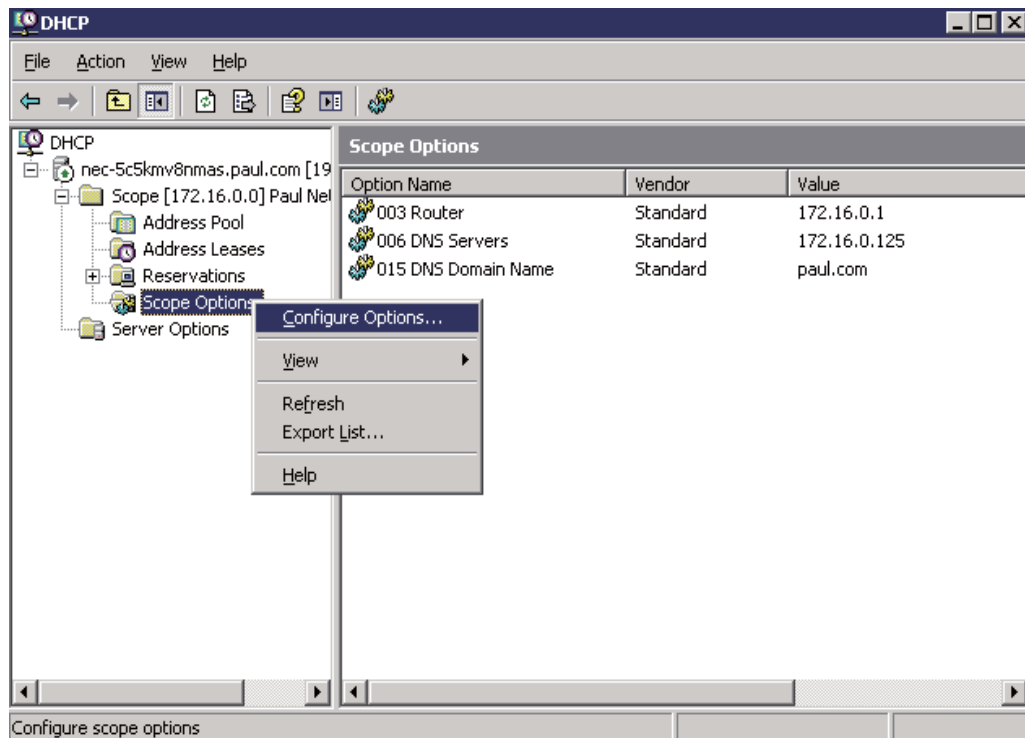 DHCP
File Action View Help
DHCP
nec-5c5kmv8nmas.paul.com [19
Scope [172.16.0.0] Paul Net
Address Pool
Address Leases
Reservations
Scope Options
Server Options
Scope Options
Option Name Vendor Value
003 Router Standard 172.16.0.1
006 DNS Servers Standard 172.16.0.125
015 DNS Domain Name Standard paul.com
Configure Options...
View
Refresh
Export List...
Help
Configure scope options